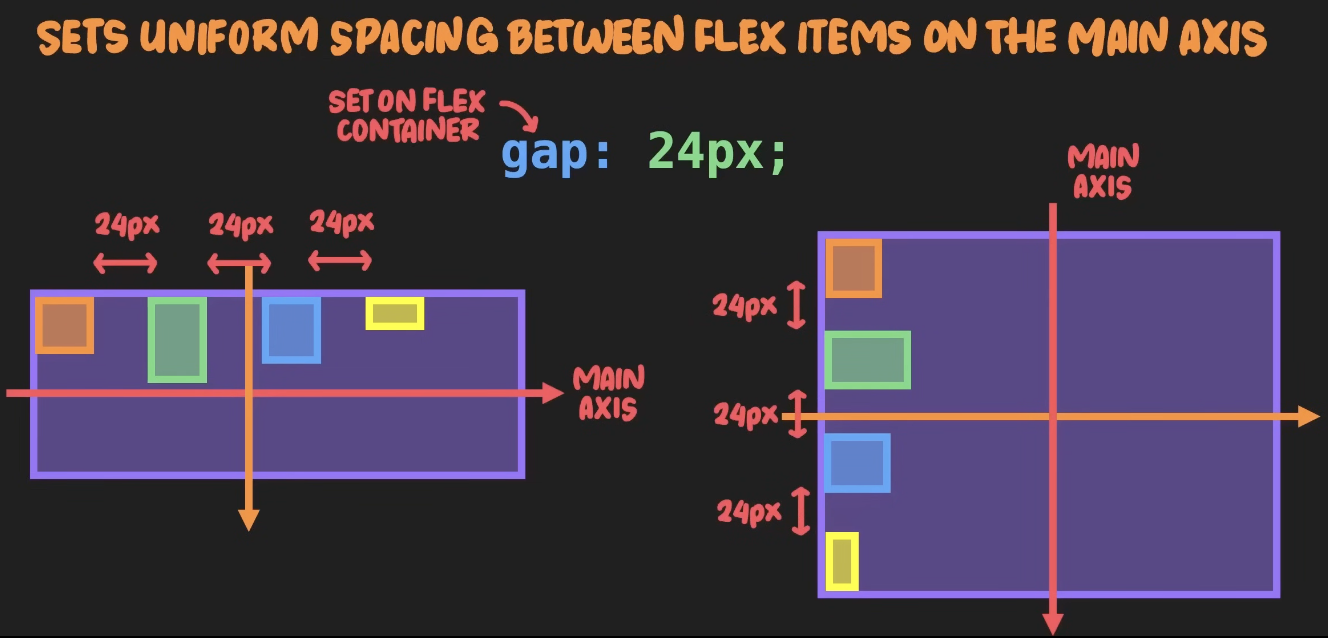 SETS UNIFORM SPACING BETWEEN FLEX ITEMS ON THE MAIN AXIS
SET ON FLEX
CONTAINER
gap: 24px;
24px 24px 24px
MAIN
AXIS
MAIN
AXIS
24px
24px
24px